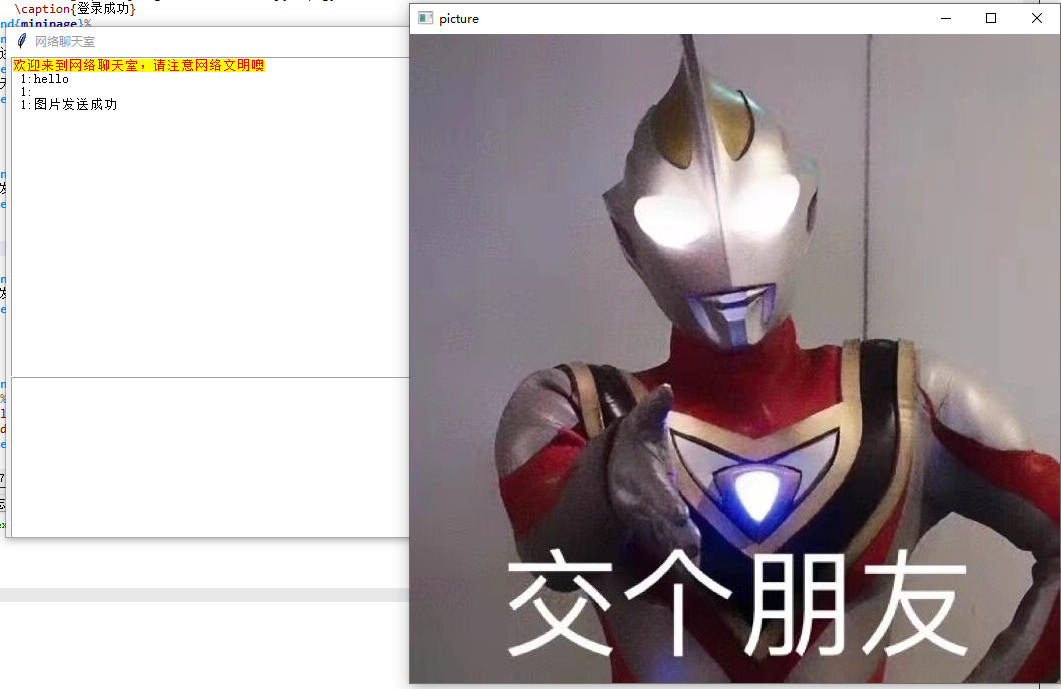 \caption{登录成功}
nd{minipage}%
网络聊天室
欢迎来到网络聊天室，请注意网络文明噢
1:hello
1:
1:图片发送成功
picture
交个朋友